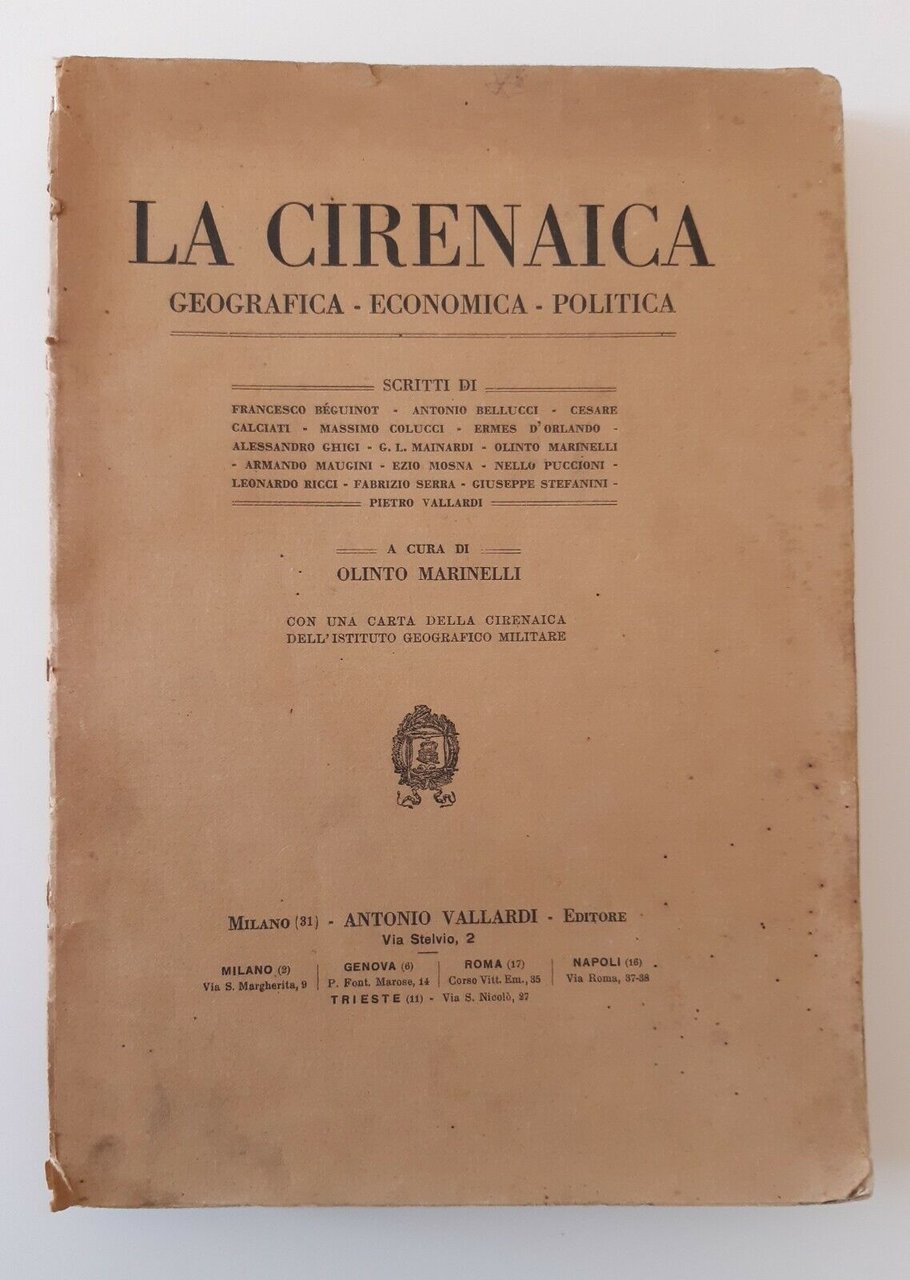 LA CIRENAICA
GEOGRAFICA - ECONOMICA - POLITICA
SCRITTI DI
FRANCESCO BÉGUINOT - ANTONIO BELLUCCI - CESARE
CALCIATI - MASSIMO COLUCCI - ERMES D'ORLANDO -
ALESSANDRO GHIGI - G. L. MAINARDI - OLINTO MARINELLI
- ARMANDO MAUGINI - EZIO MOSNA - NELLO PUCCIONI -
LEONARDO RICCI - FABRIZIO SERRA - GIUSEPPE STEFANINI -
PIETRO VALLARDI
A CURA DI
OLINTO MARINELLI
CON UNA CARTA DELLA CIRENAICA
DELL'ISTITUTO GEOGRAFICO MILITARE
MILANO (31) - ANTONIO VALLARDI - EDITORE
Via Stelvio, 2
MILANO (2) GENOVA (6) ROMA (17) NAPOLI (16)
Via S. Margherita, 9 P. Font. Marose, 14 Corso Vitt. Em., 35 Via Roma, 37-38
TRIESTE (11) - Via S. Nicolò, 27